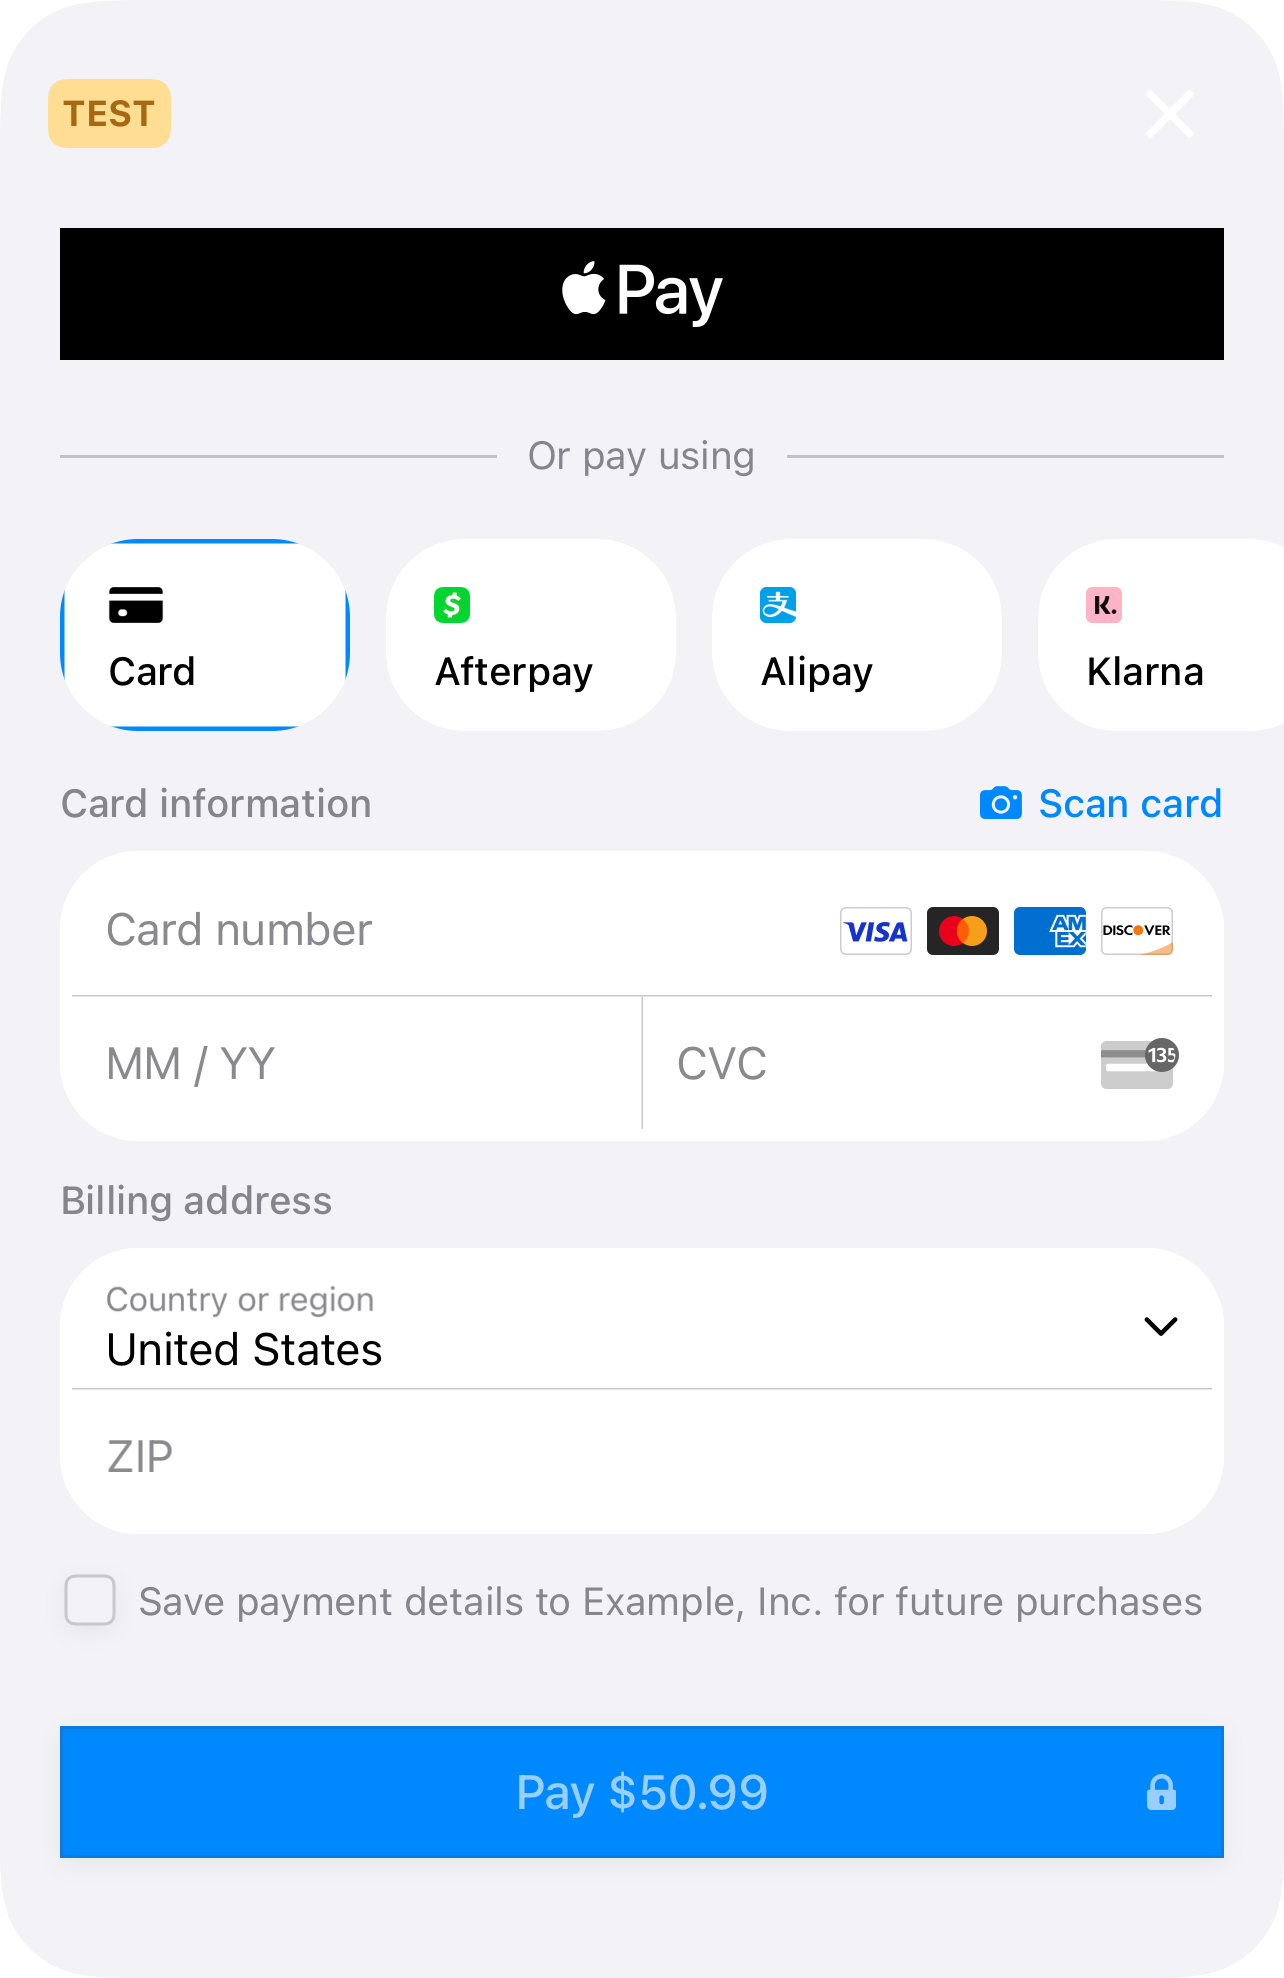 TEST
Pay
Or pay using
Card
Afterpay
Alipay
K.
Klarna
Card information
Scan card
Card number
VISA
AM
EX
DISCOVER
MM / YY
CVC
135
Billing address
Country or region
United States
ZIP
Save payment details to Example, Inc. for future purchases
Pay $50.99